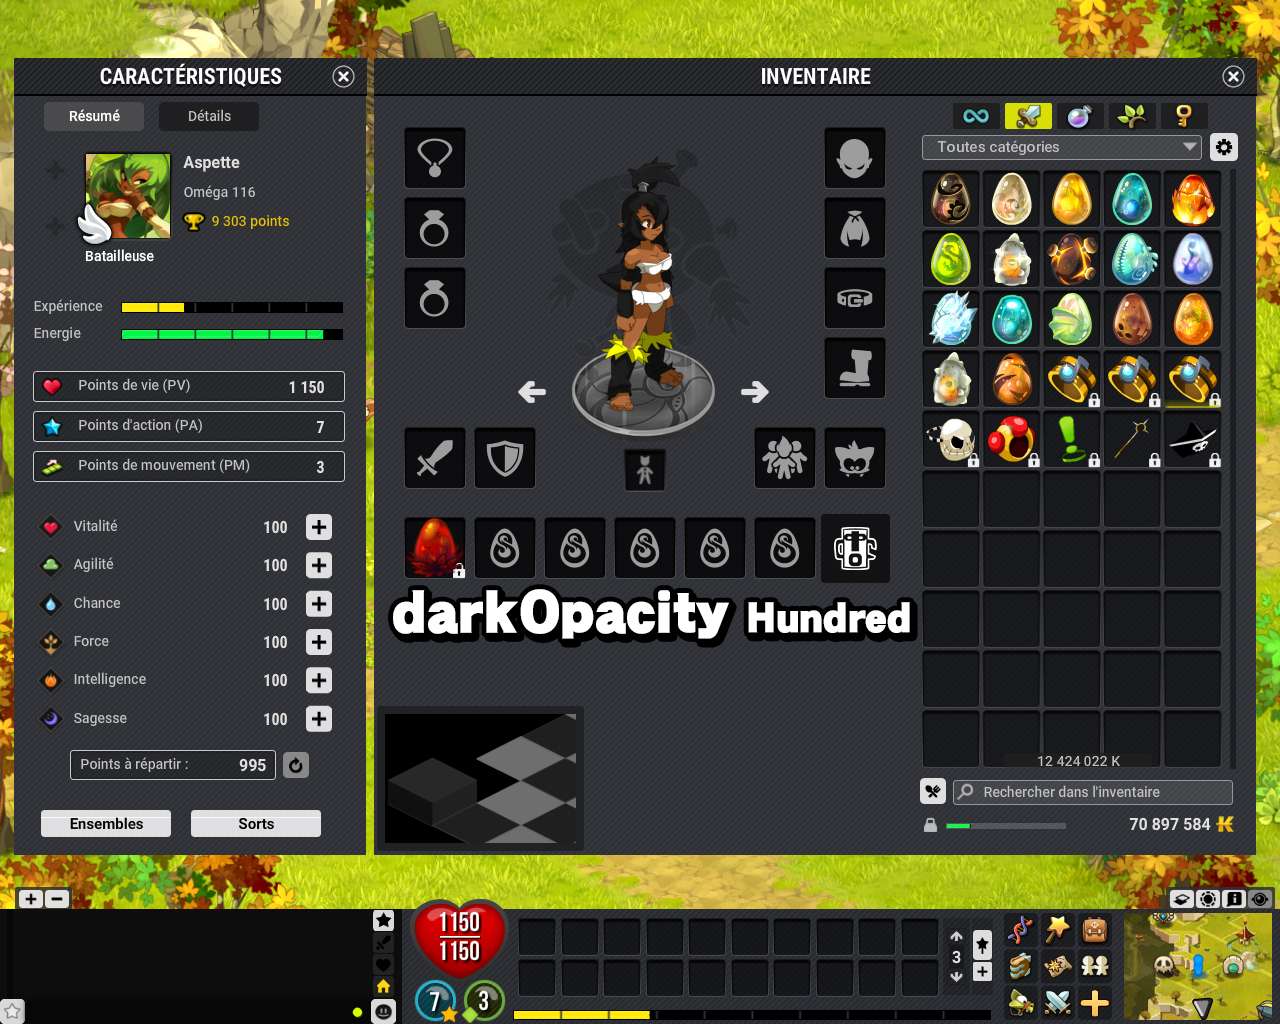 CARACTÉRISTIQUES
Résumé Détails
Aspette
Oméga 116
9 303 points
Batailleuse
Expérience
Energie
Points de vie (PV) 1 150
Points d'action (PA) 7
Points de mouvement (PM) 3
Vitalité 100
Agilité 100
Chance 100
Force 100
Intelligence 100
Sagesse 100
Points à répartir : 995
Ensembles Sorts
INVENTAIRE
Toutes catégories
darkOpacity Hundred
12 424 022 K
Rechercher dans l'inventaire
70 897 584
1150
1150
7 3
3